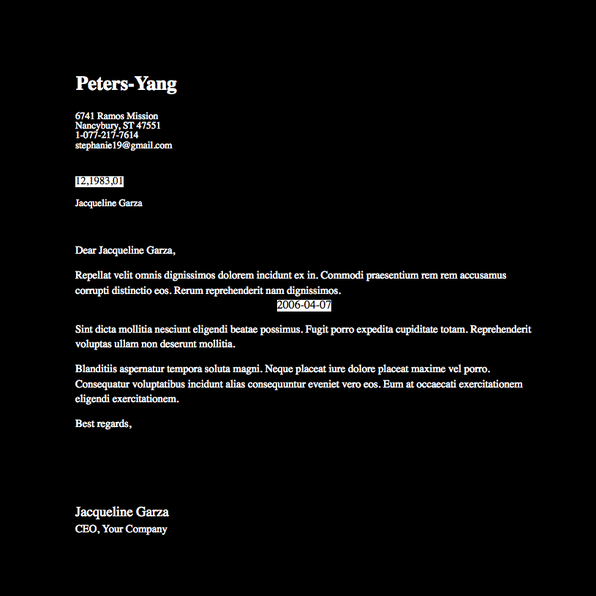 Peters-Yang
6741 Ramos Mission
Nancybury, ST 47551
1-077-217-7614
stephanie19@gmail.com
12,1983,01
Jacqueline Garza
Dear Jacqueline Garza,
Repellat velit omnis dignissimos dolorem incidunt ex in. Commodi praesentium rem rem accusamus
corrupti distinctio eos. Rerum reprehenderit nam dignissimos.
2006-04-07
Sint dicta mollitia nesciunt eligendi beatae possimus. Fugit porro expedita cupiditate totam. Reprehenderit
voluptas ullam non deserunt mollitia.
Blanditiis aspernatur tempora soluta magni. Neque placeat iure dolore placeat maxime vel porro.
Consequatur voluptatibus incidunt alias consequuntur eveniet vero eos. Eum at occaecati exercitationem
eligendi exercitationem.
Best regards,
Jacqueline Garza
CEO, Your Company